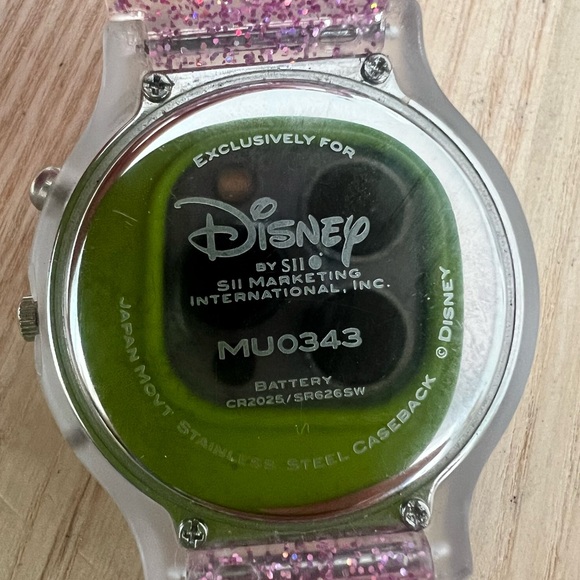 EXCLUSIVELY FOR
Disney
BY SII
SII MARKETING
INTERNATIONAL, INC.
MU0343
BATTERY
CR2025/SR626SW
JAPAN MOVT STAINLESS STEEL CASEBACK © DISNEY